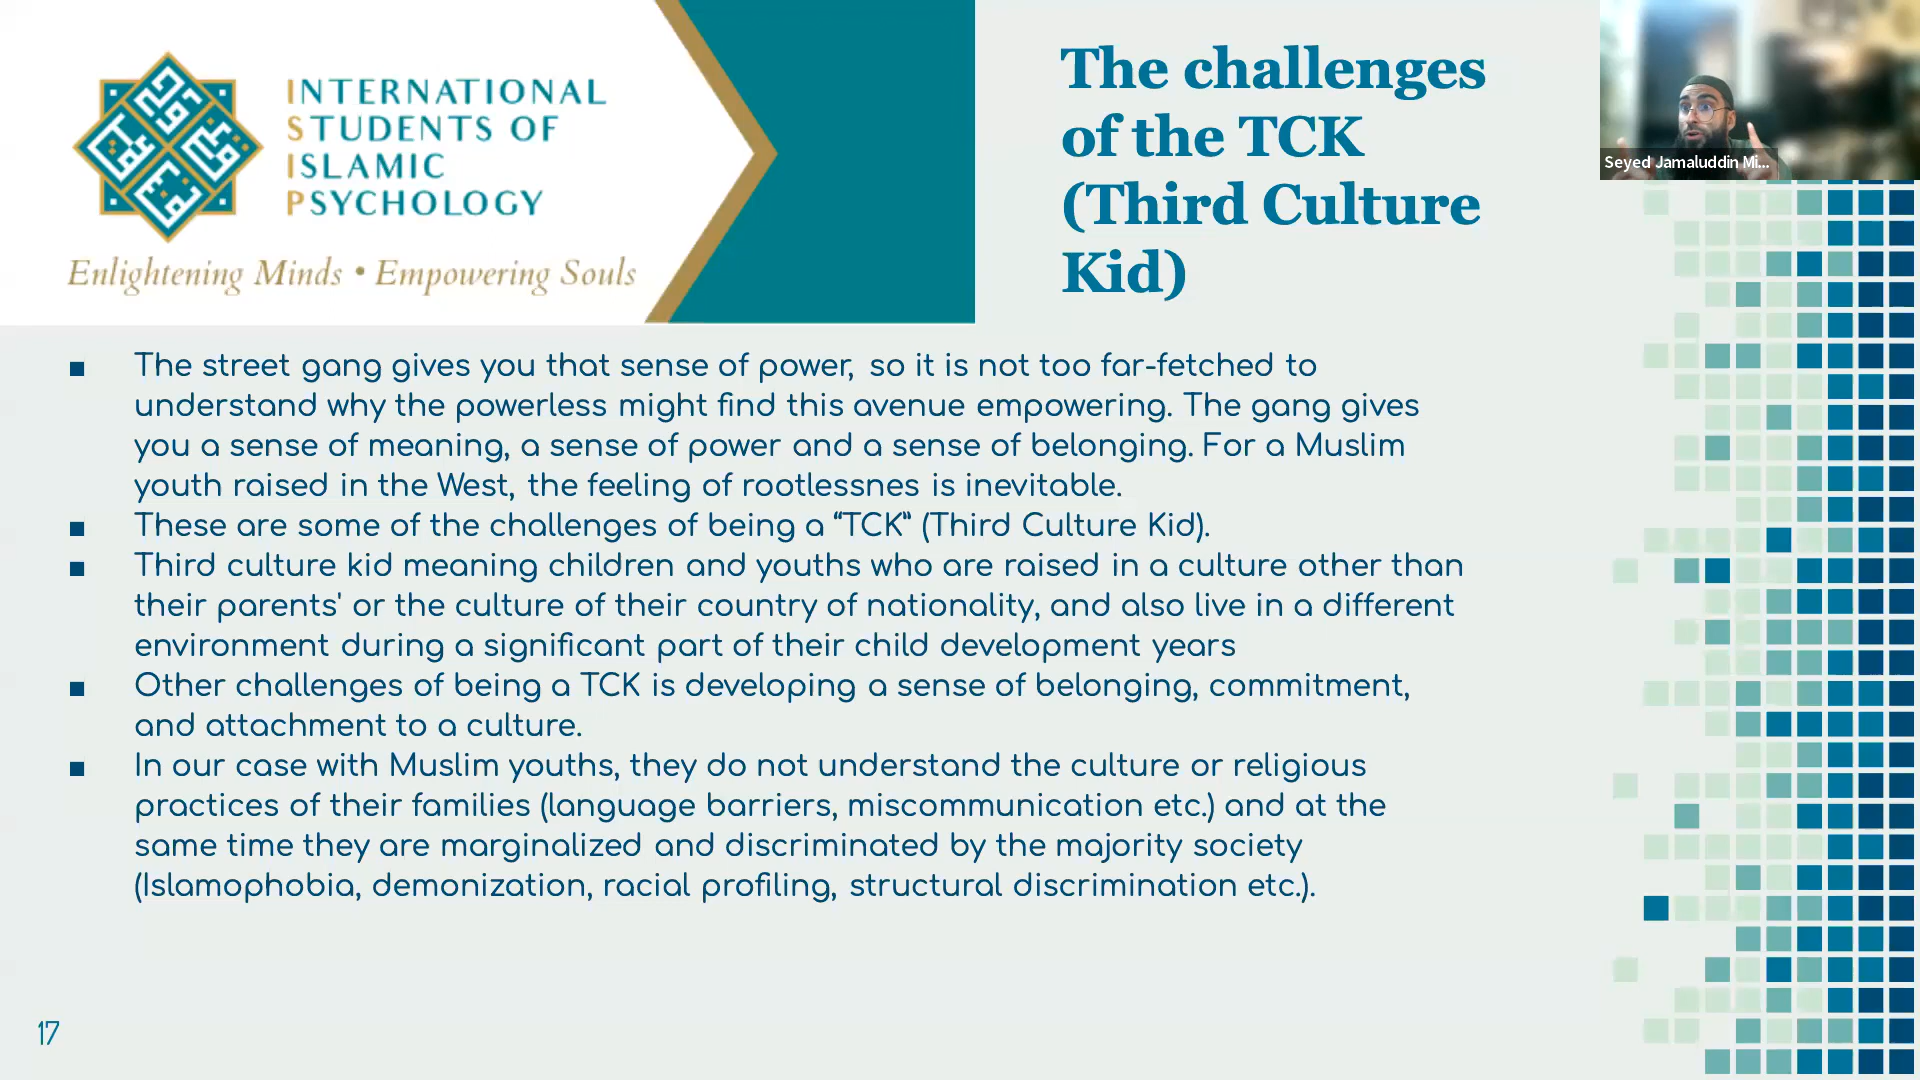 INTERNATIONAL
STUDENTS OF
ISLAMIC
PSYCHOLOGY
Enlightening Minds • Empowering Souls
The challenges
of the TCK
(Third Culture
Kid)
Seyed Jamaluddin Mi...
■ The street gang gives you that sense of power, so it is not too far-fetched to
understand why the powerless might find this avenue empowering. The gang gives
you a sense of meaning, a sense of power and a sense of belonging. For a Muslim
youth raised in the West, the feeling of rootlessnes is inevitable.
■ These are some of the challenges of being a “TCK” (Third Culture Kid).
■ Third culture kid meaning children and youths who are raised in a culture other than
their parents' or the culture of their country of nationality, and also live in a different
environment during a significant part of their child development years
■ Other challenges of being a TCK is developing a sense of belonging, commitment,
and attachment to a culture.
■ In our case with Muslim youths, they do not understand the culture or religious
practices of their families (language barriers, miscommunication etc.) and at the
same time they are marginalized and discriminated by the majority society
(Islamophobia, demonization, racial profiling, structural discrimination etc.).
17